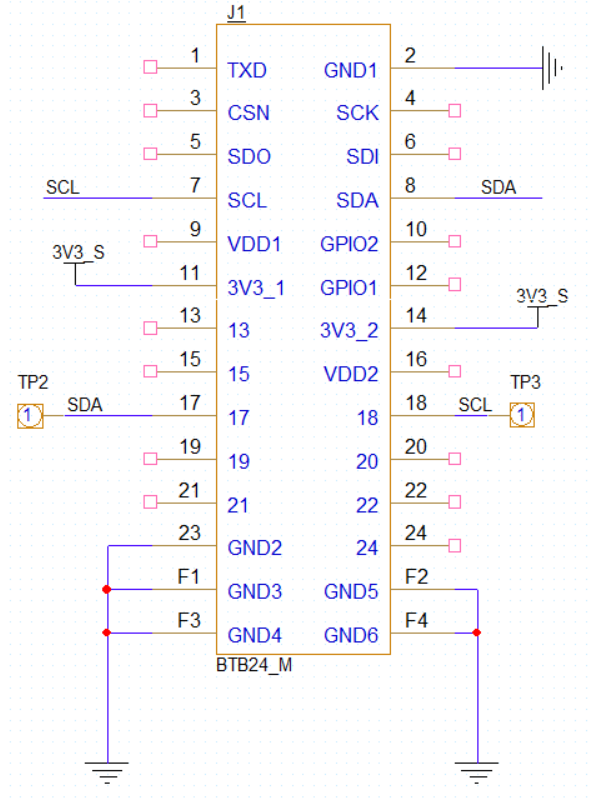 J1
1 TXD GND1 2
3 CSN SCK 4
5 SDO SDI 6
SCL 7 SCL SDA 8 SDA
9 VDD1 GPIO2 10
3V3_S
11 3V3_1 GPIO1 12
3V3_S
13 13 3V3_2 14
15 15 VDD2 16
TP2 TP3
1 SDA 17 17 18 18 SCL 1
19 19 20 20
21 21 22 22
23 GND2 24 24
F1 GND3 GND5 F2
F3 GND4 GND6 F4
BTB24_M